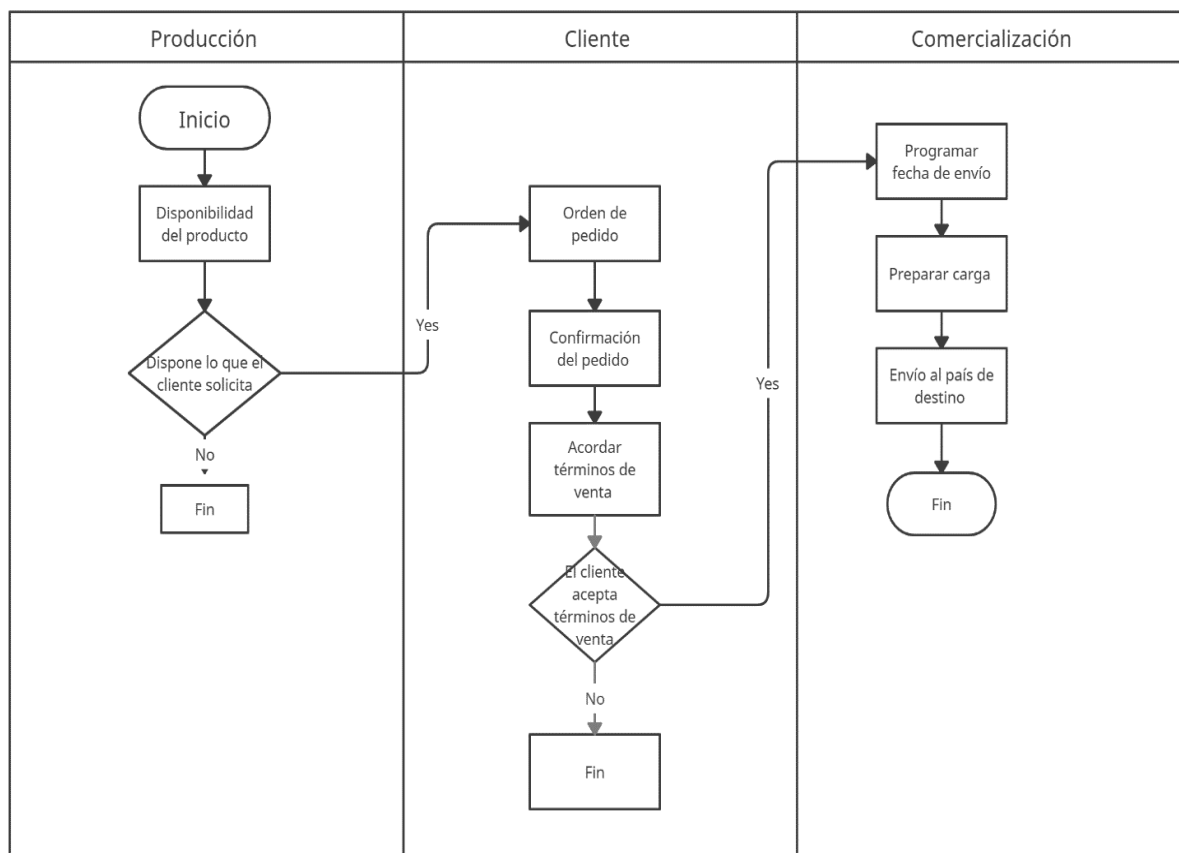 Producción
Cliente
Comercialización
Inicio
Disponibilidad
del producto
Dispone lo que el
cliente solicita
Yes
No
Fin
Orden de
pedido
Confirmación
del pedido
Acordar
términos de
venta
El cliente
acepta
términos de
venta
Yes
No
Fin
Programar
fecha de envío
Preparar carga
Envío al país de
destino
Fin